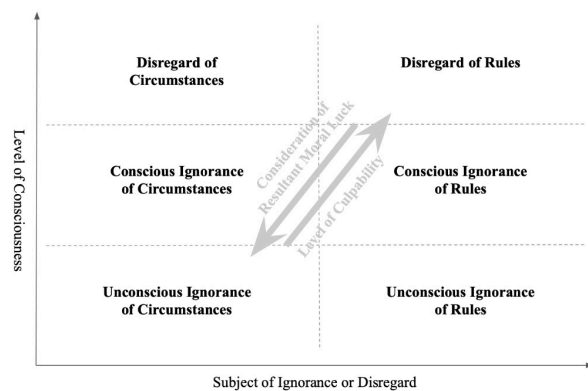 Level of Consciousness
Disregard of
Circumstances
Disregard of Rules
Consideration of
Resultant Moral Luck
Level of Culpability
Conscious Ignorance
of Circumstances
Conscious Ignorance
of Rules
Unconscious Ignorance
of Circumstances
Unconscious Ignorance
of Rules
Subject of Ignorance or Disregard